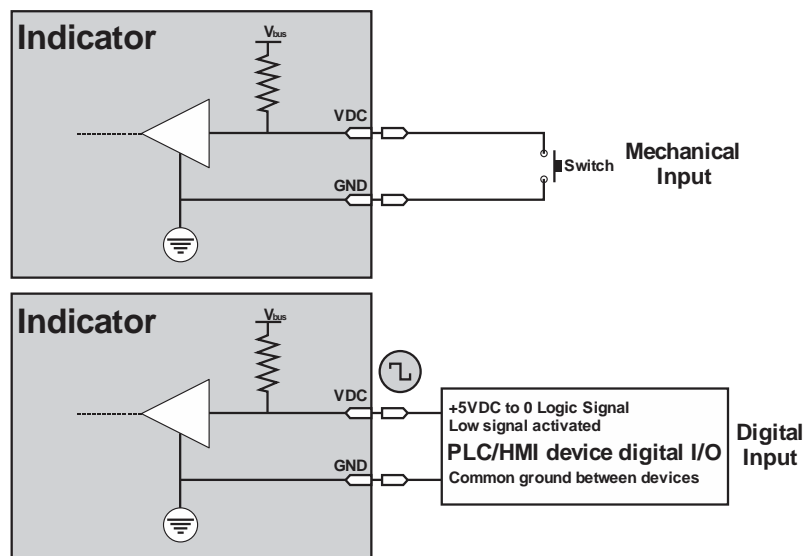 Indicator
Vbus
VDC
GND
Switch
Mechanical
Input
Indicator
Vbus
VDC
GND
+5VDC to 0 Logic Signal
Low signal activated
PLC/HMI device digital I/O
Common ground between devices
Digital
Input